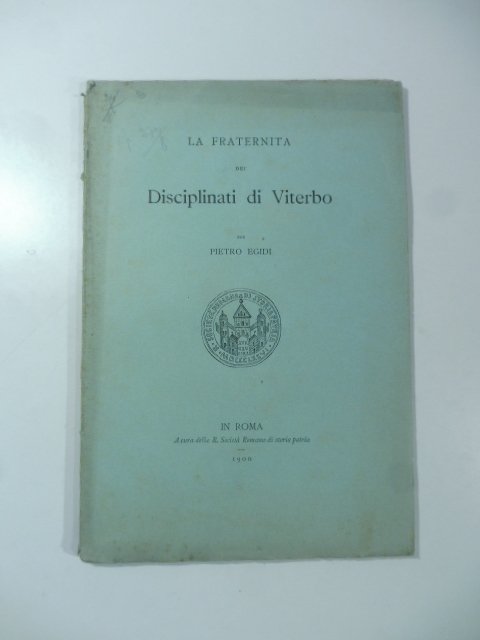 LA FRATERNITA
DEI
Disciplinati di Viterbo
PER
PIETRO EGIDI
IN ROMA
A cura della R. Società Romana di storia patria
1900